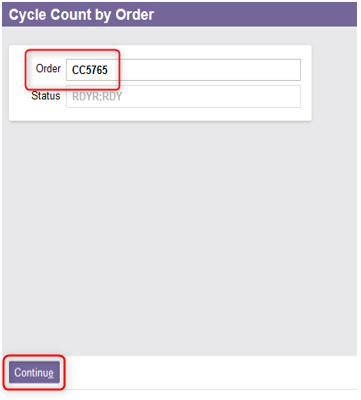 Cycle Count by Order
Order CC5765
Status RDYR;RDY
Continue